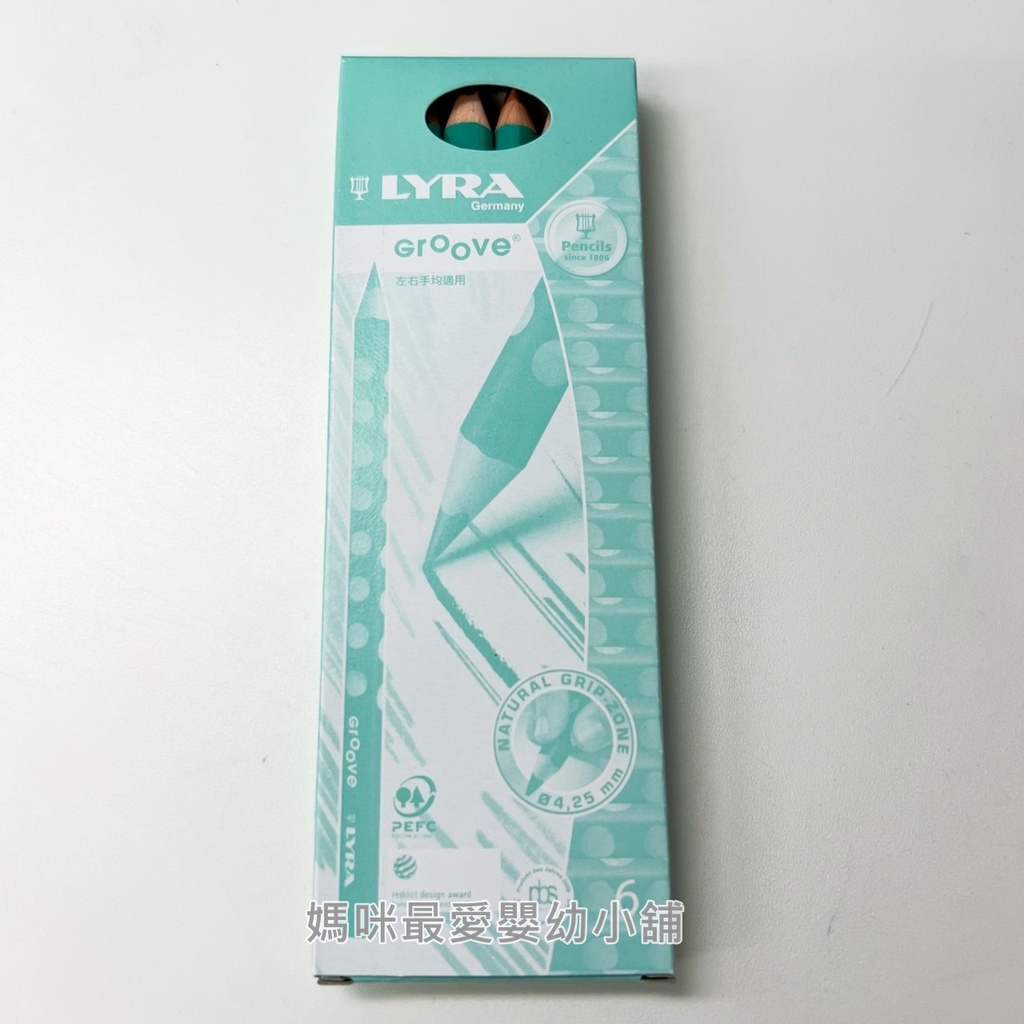 LYRA
Germany
GROOVE®
左右手均適用
Pencils
since 1806
NATURAL GRIP-ZONE
Ø4,25 mm
GROOVE
LYRA
PEFC
reddot design award
nbs
6
媽咪最愛嬰幼小舖